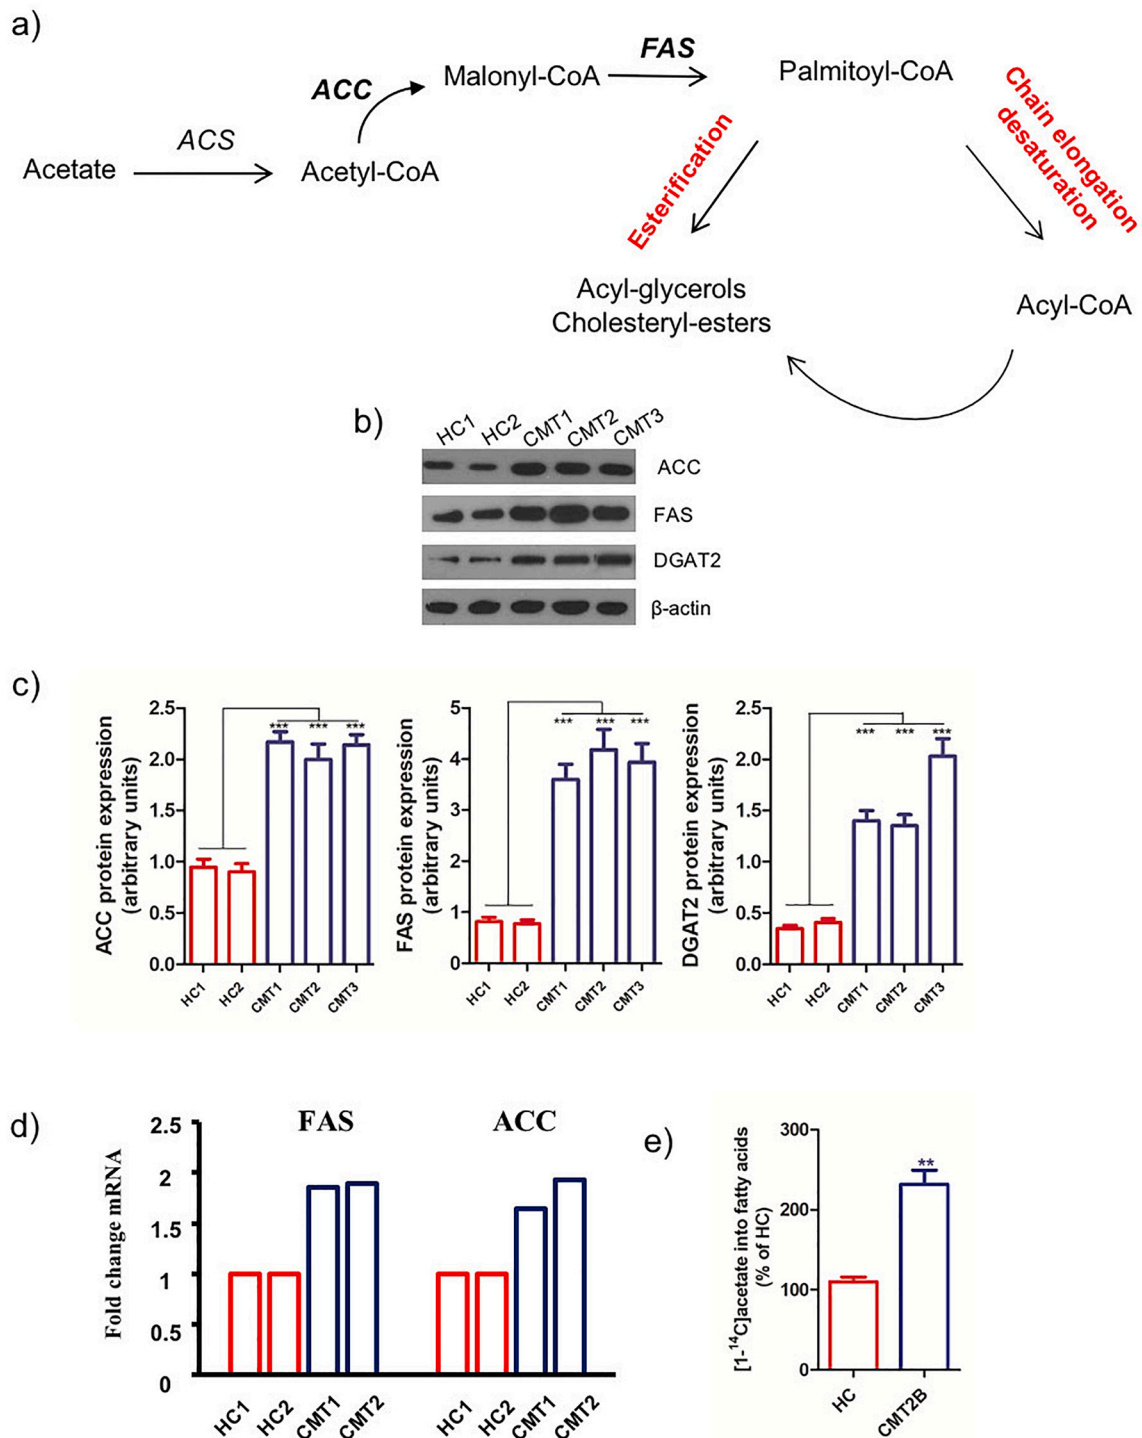 a)
FAS
ACC
Malonyl-CoA
Palmitoyl-CoA
Chain elongation
desaturation
ACS
Acetate
Acetyl-CoA
Esterification
Acyl-glycerols
Cholesteryl-esters
Acyl-CoA
b)
HC1 HC2 CMT1 CMT2 CMT3
ACC
FAS
DGAT2
β-actin
c)
ACC protein expression
(arbitrary units)
2.5
2.0
1.5
1.0
0.5
0.0
*** *** ***
HC1 HC2 CMT1 CMT2 CMT3
FAS protein expression
(arbitrary units)
5
4
3
2
1
0
*** *** ***
HC1 HC2 CMT1 CMT2 CMT3
DGAT2 protein expression
(arbitrary units)
2.5
2.0
1.5
1.0
0.5
0.0
*** *** ***
HC1 HC2 CMT1 CMT2 CMT3
d)
Fold change mRNA
2.5
2
1.5
1
0.5
0
FAS ACC
HC1 HC2 CMT1 CMT2 HC1 HC2 CMT1 CMT2
e)
[1-¹⁴C]acetate into fatty acids
(% of HC)
300
200
100
0
**
HC CMT2B